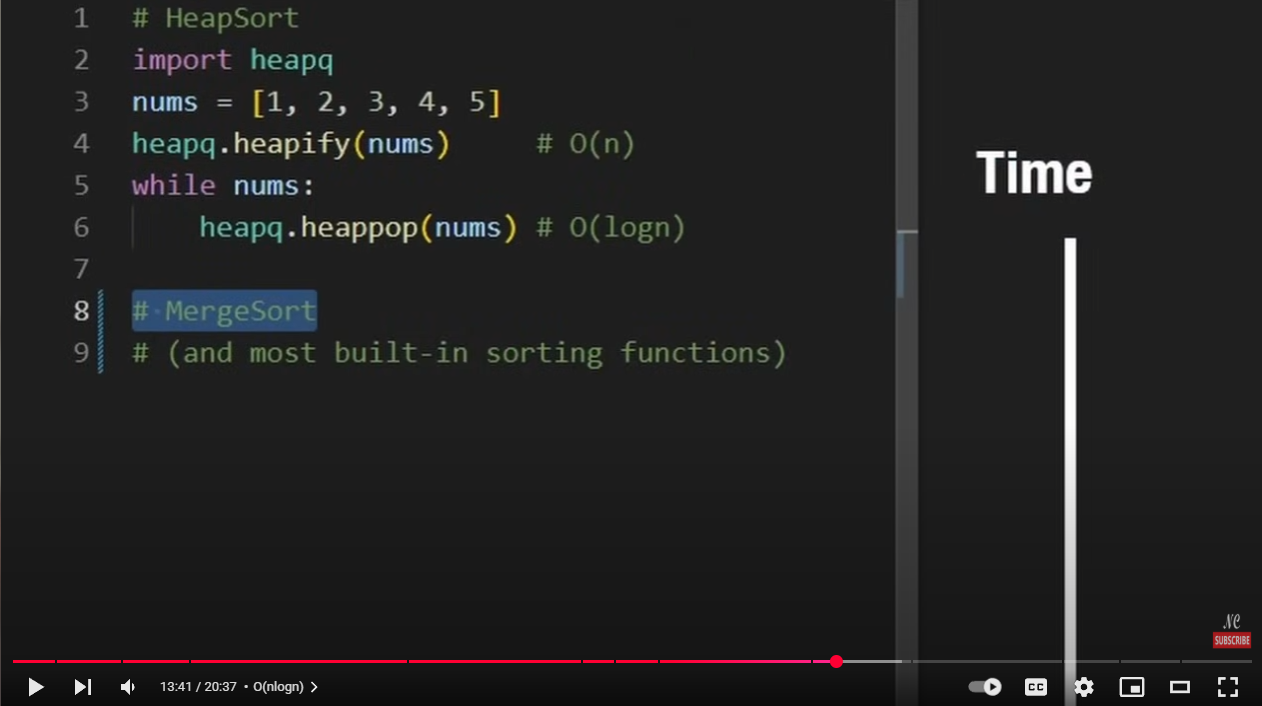 1 # HeapSort
2 import heapq
3 nums = [1, 2, 3, 4, 5]
4 heapq.heapify(nums) # O(n)
5 while nums:
6 heapq.heappop(nums) # O(logn)
7
8 # MergeSort
9 # (and most built-in sorting functions)
Time
NC
SUBSCRIBE
13:41 / 20:37 • O(nlogn)
CC